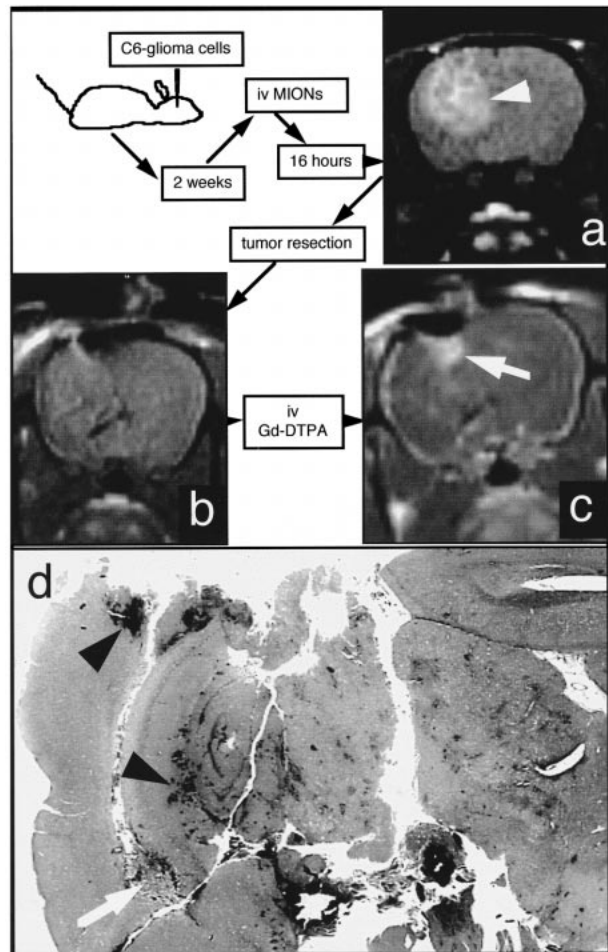 C6-glioma cells
iv MIONs
2 weeks
16 hours
a
tumor resection
b
iv
Gd-DTPA
c
d